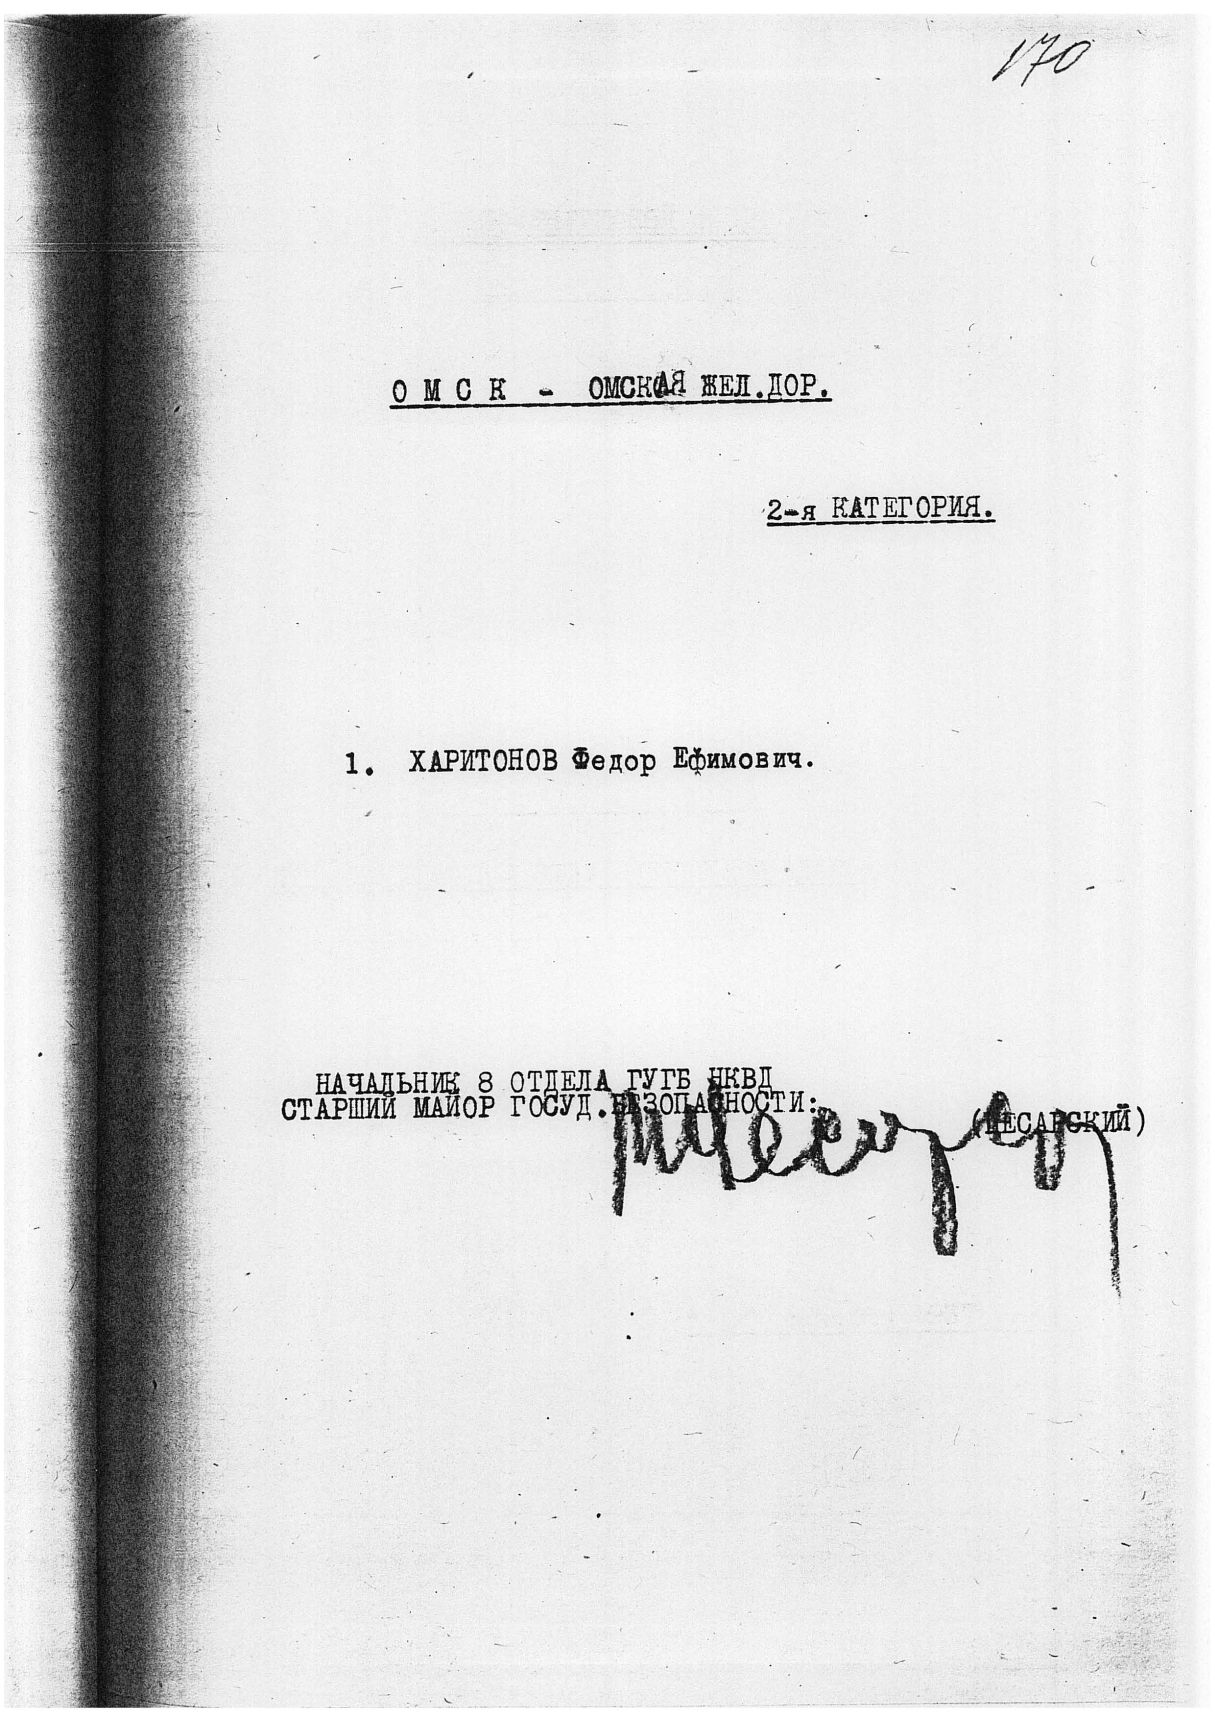 170
ОМСК - ОМСКАЯ ЖЕЛ.ДОР.
2-я КАТЕГОРИЯ.
1. ХАРИТОНОВ Федор Ефимович.
НАЧАЛЬНИК 8 ОТДЕЛА ГУГБ НКВД
СТАРШИЙ МАЙОР ГОСУД.БЕЗОПАСНОСТИ:
(ЦЕСАРСКИЙ)